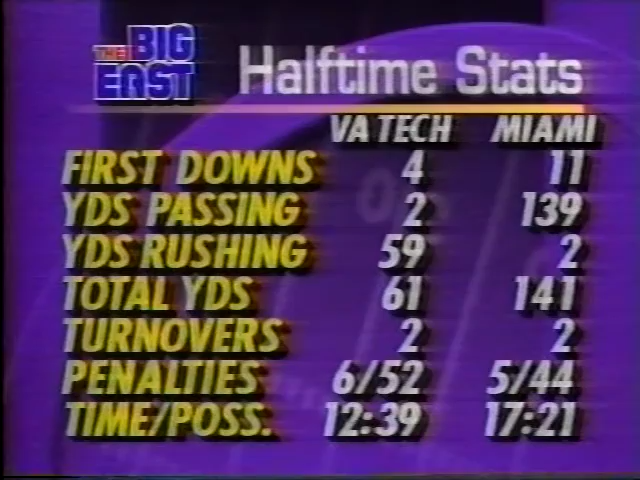 THE BIG EAST Halftime Stats
VA TECH MIAMI
FIRST DOWNS 4 11
YDS PASSING 2 139
YDS RUSHING 59 2
TOTAL YDS 61 141
TURNOVERS 2 2
PENALTIES 6/52 5/44
TIME/POSS. 12:39 17:21